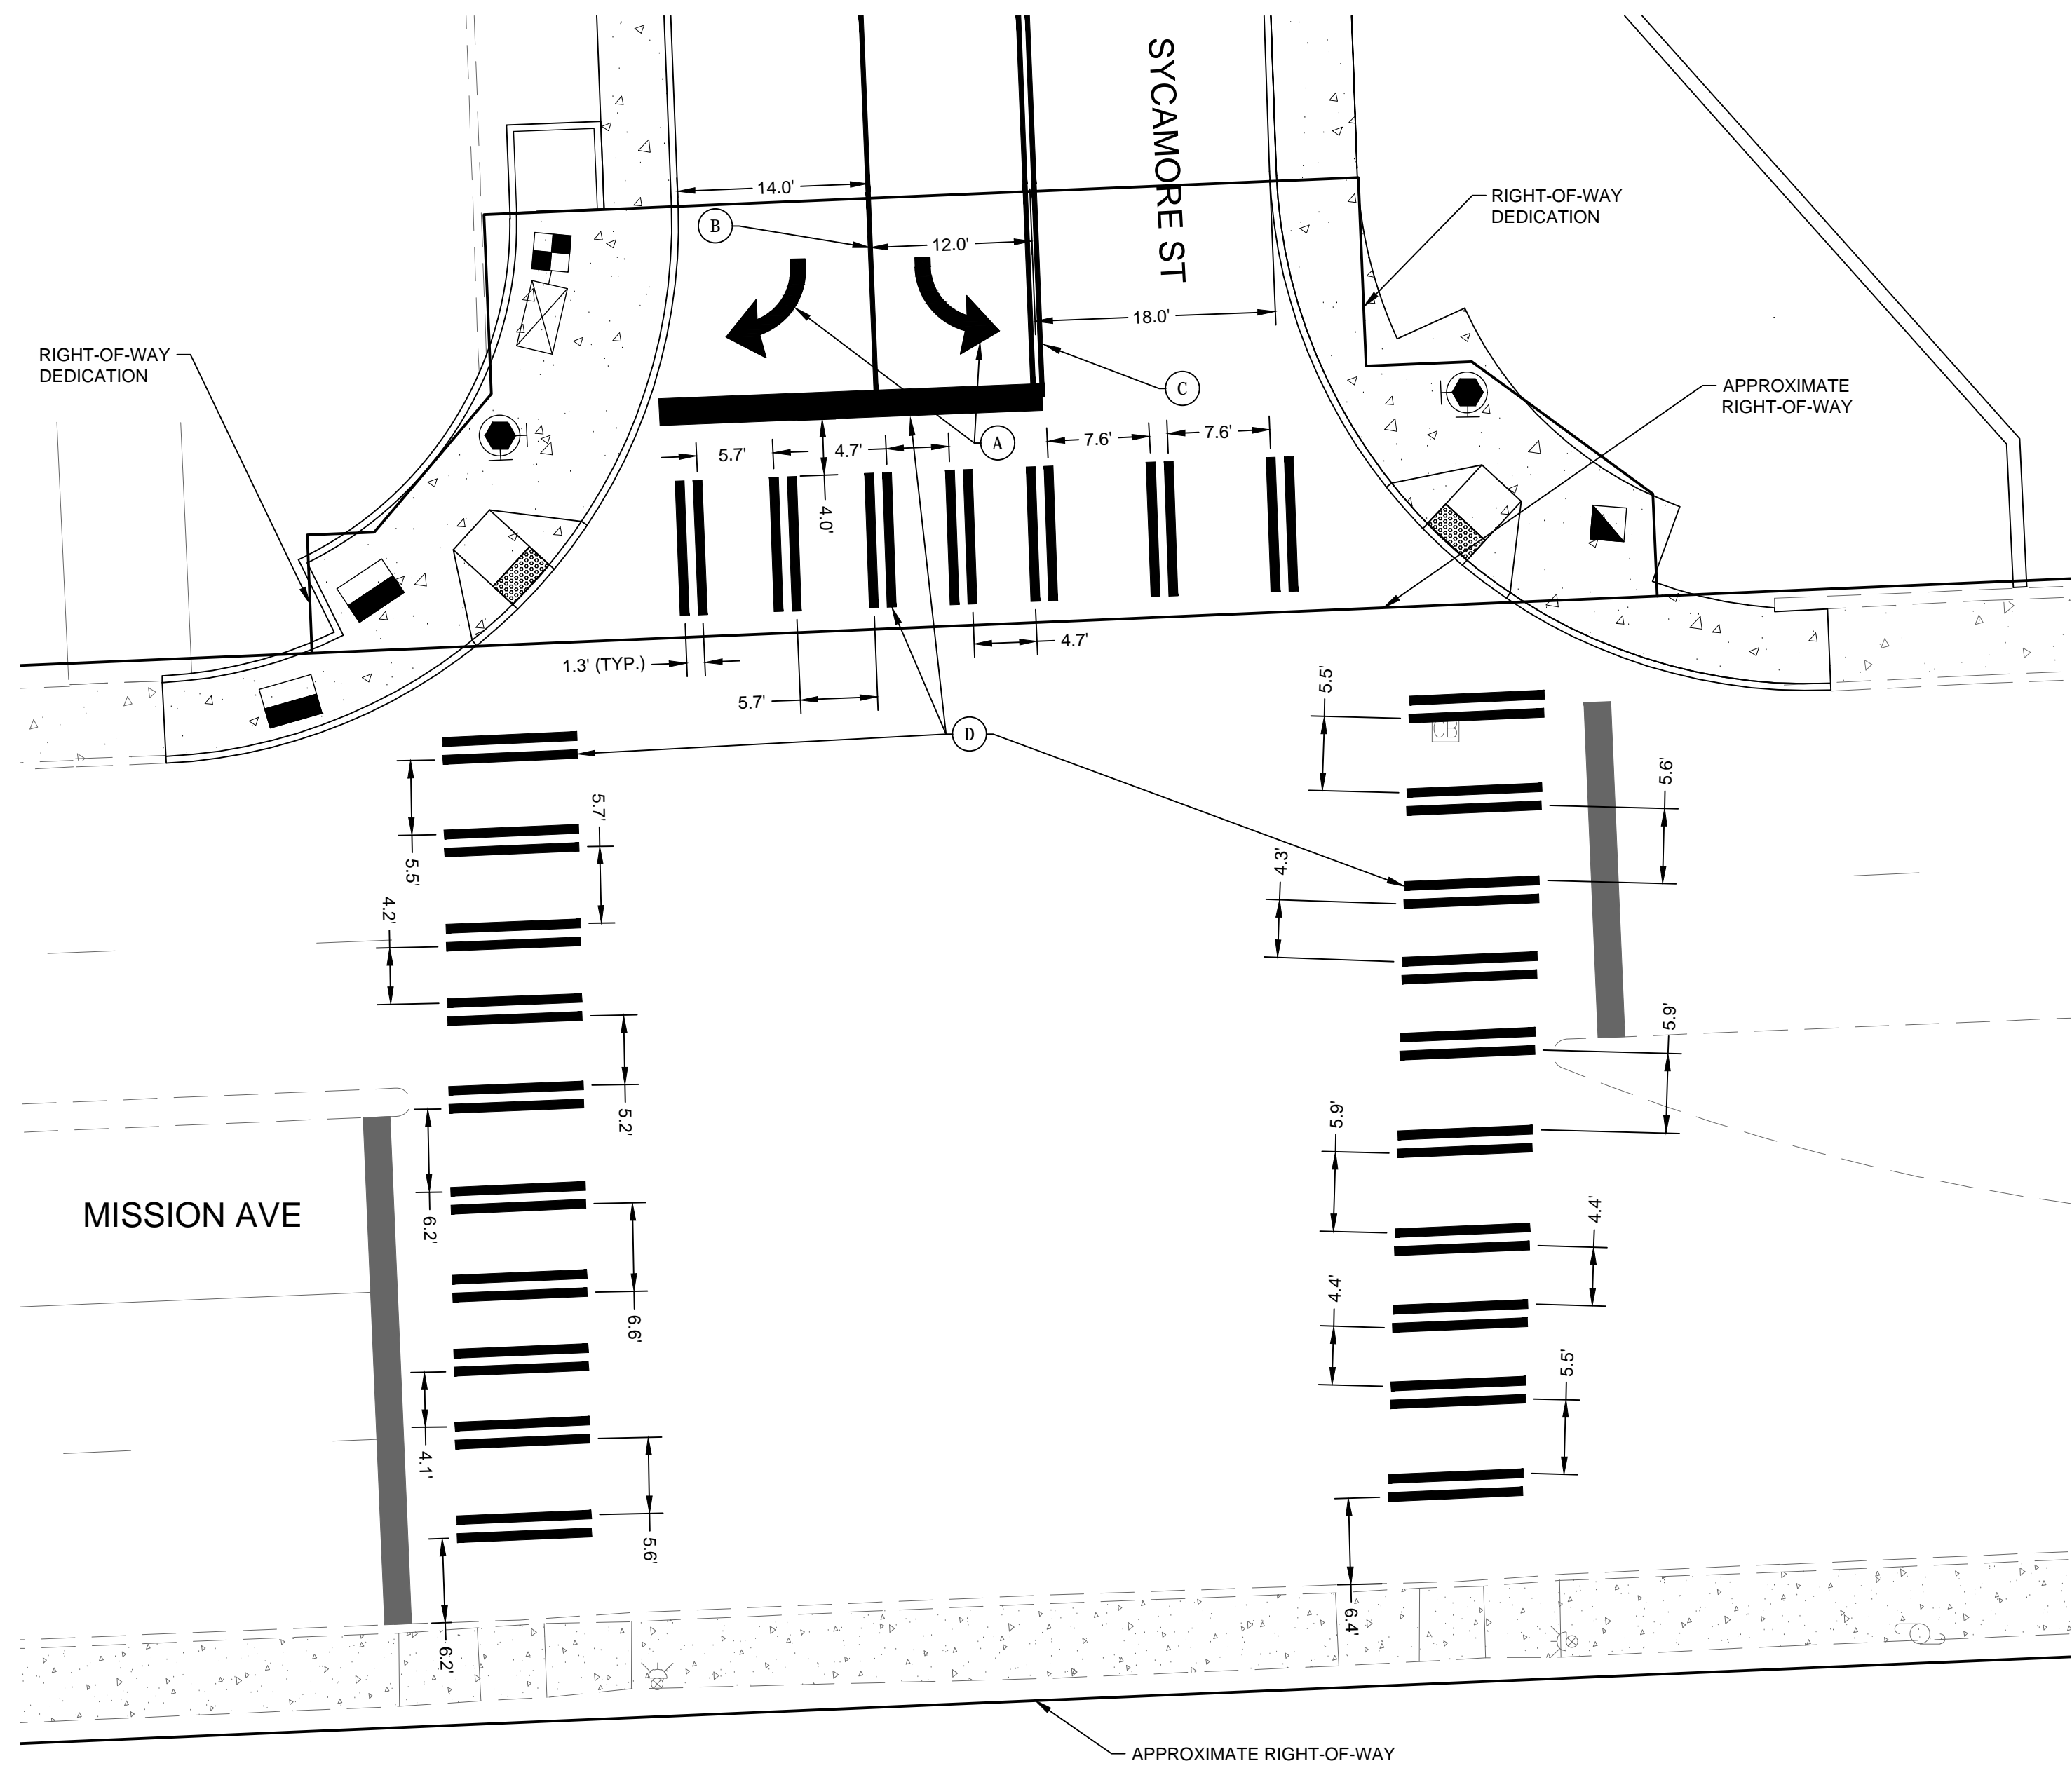 SYCAMORE ST
14.0'
B
12.0'
RIGHT-OF-WAY
DEDICATION
18.0'
RIGHT-OF-WAY
DEDICATION
C
APPROXIMATE
RIGHT-OF-WAY
A
5.7'
4.7'
7.6'
7.6'
4.0'
4.7'
1.3' (TYP.)
5.7'
5.5'
D
CB
5.6'
5.7'
5.5'
4.3'
4.2'
5.9'
5.2'
5.9'
MISSION AVE
6.2'
4.4'
4.4'
6.6'
5.5'
4.1'
5.6'
6.4'
6.2'
APPROXIMATE RIGHT-OF-WAY